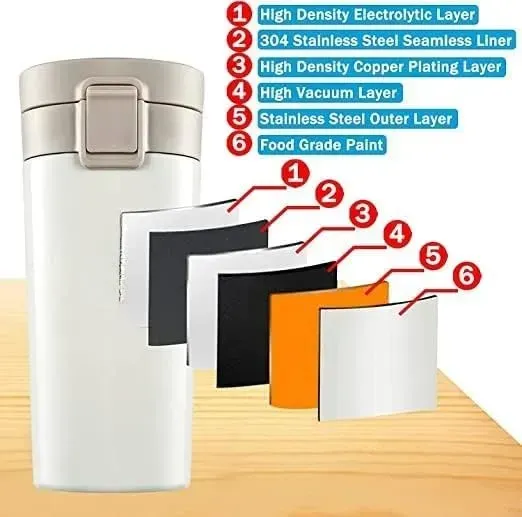 1 High Density Electrolytic Layer
2 304 Stainless Steel Seamless Liner
3 High Density Copper Plating Layer
4 High Vacuum Layer
5 Stainless Steel Outer Layer
6 Food Grade Paint
1
2
3
4
5
6